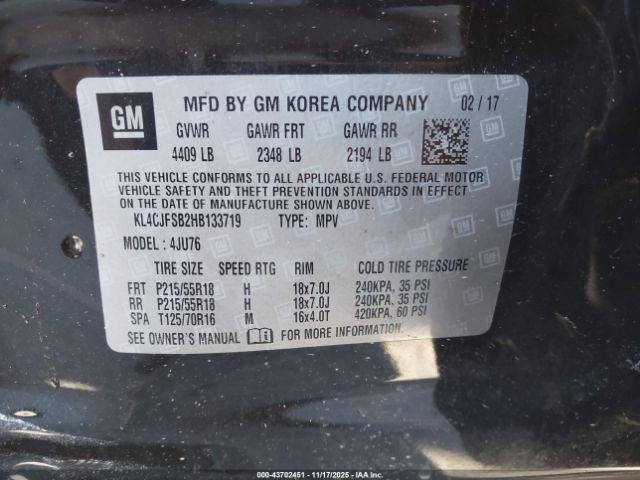 GM
MFD BY GM KOREA COMPANY 02/17
GVWR GAWR FRT GAWR RR
4409 LB 2348 LB 2194 LB
THIS VEHICLE CONFORMS TO ALL APPLICABLE U.S. FEDERAL MOTOR
VEHICLE SAFETY AND THEFT PREVENTION STANDARDS IN EFFECT
ON THE DATE OF MANUFACTURE SHOWN ABOVE.
KL4CJFSB2HB133719 TYPE: MPV
MODEL: 4JU76
TIRE SIZE SPEED RTG RIM COLD TIRE PRESSURE
FRT P215/55R18 H 18x7.0J 240KPA, 35 PSI
RR P215/55R18 H 18x7.0J 240KPA, 35 PSI
SPA T125/70R16 M 16x4.0T 420KPA, 60 PSI
SEE OWNER'S MANUAL FOR MORE INFORMATION
000-43702451 - 11/17/2025 - IAA, Inc.